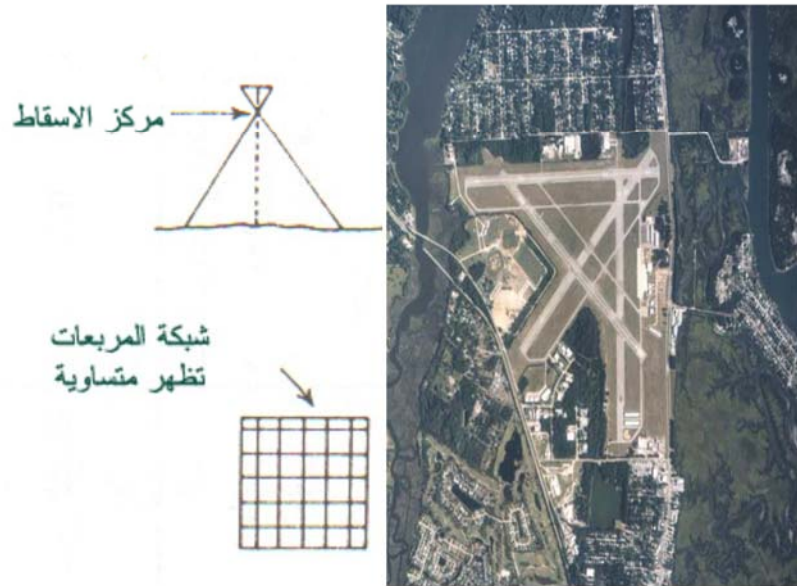 مركز الاسقاط
شبكة المربعات
تظهر متساوية